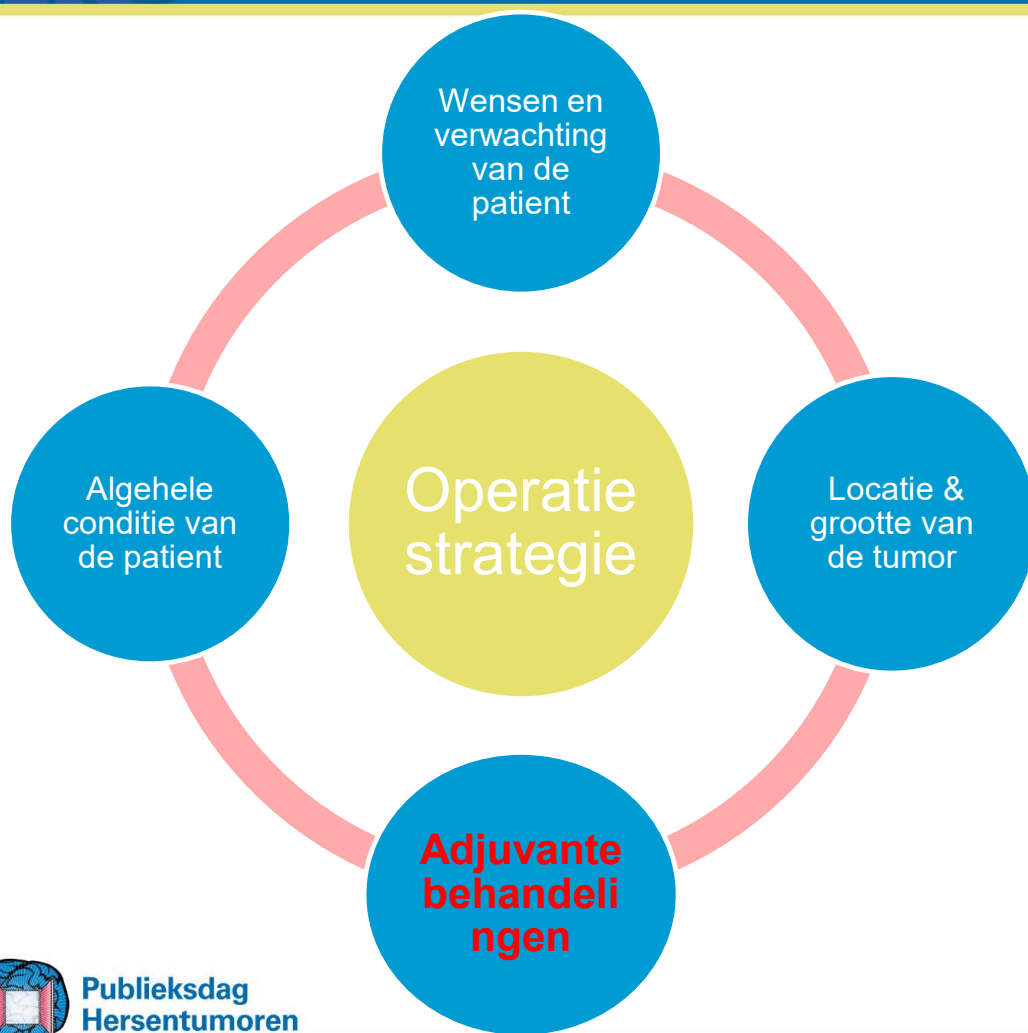 Wensen en
verwachting
van de
patient
Algehele
conditie van
de patient
Operatie
strategie
Locatie &
grootte van
de tumor
Adjuvante
behandeli
ngen
Publieksdag
Hersentumoren